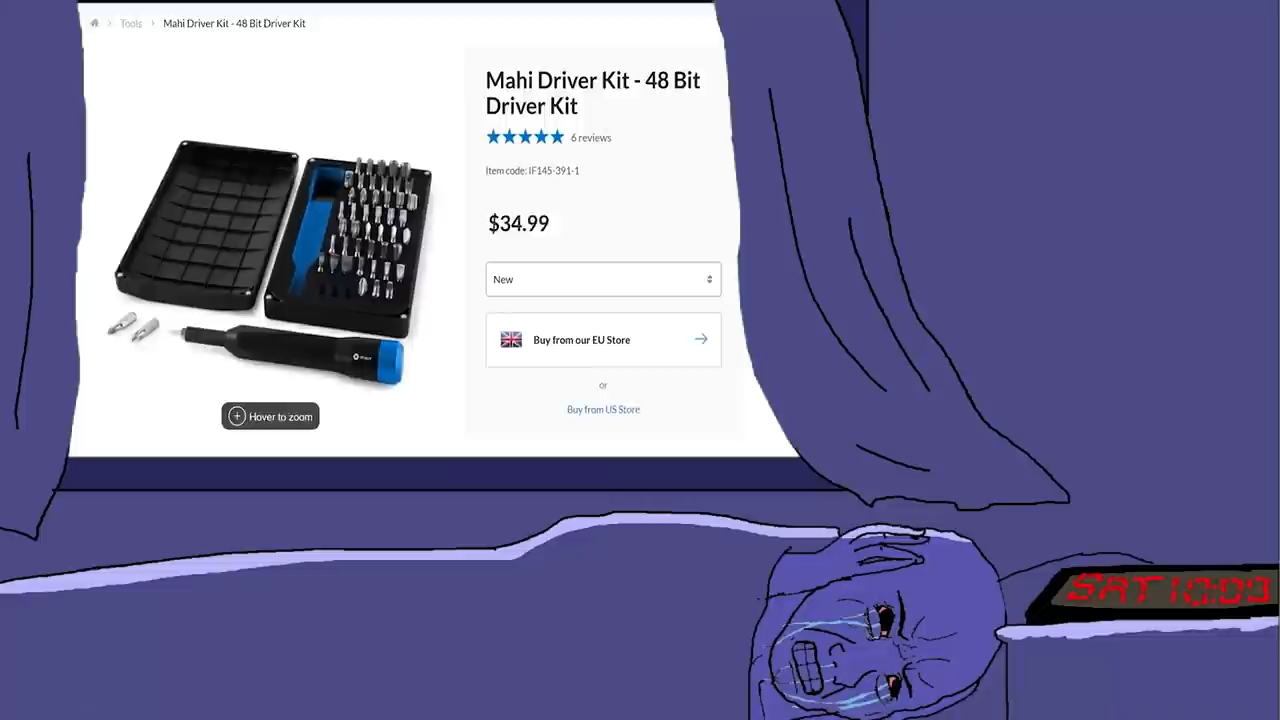 Tools > Mahi Driver Kit - 48 Bit Driver Kit
Mahi Driver Kit - 48 Bit
Driver Kit
6 reviews
Item code: IF145-391-1
$34.99
New
Buy from our EU Store
or
Buy from US Store
Hover to zoom
SAT 10:00